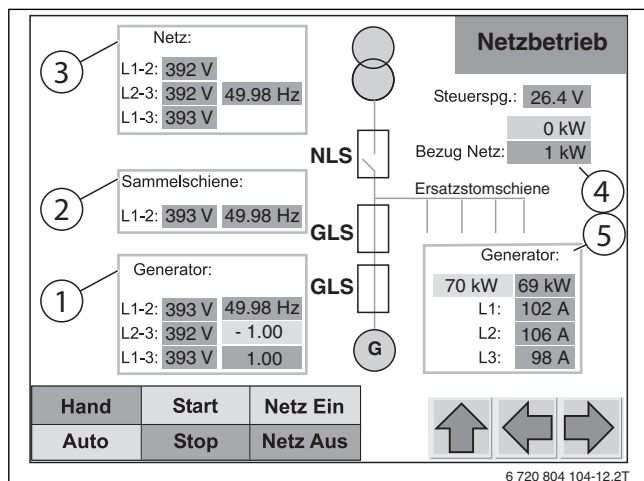 Netzbetrieb
3
Netz:
L1-2: 392 V
L2-3: 392 V 49.98 Hz
L1-3: 393 V
Steuerspg.: 26.4 V
0 kW
Bezug Netz: 1 kW
4
NLS
2
Sammelschiene:
L1-2: 393 V 49.98 Hz
Ersatzstomschiene
GLS
5
1
Generator:
L1-2: 393 V 49.98 Hz
L2-3: 392 V - 1.00
L1-3: 393 V 1.00
GLS
G
Generator:
70 kW 69 kW
L1: 102 A
L2: 106 A
L3: 98 A
Hand Start Netz Ein
Auto Stop Netz Aus
6 720 804 104-12.2T